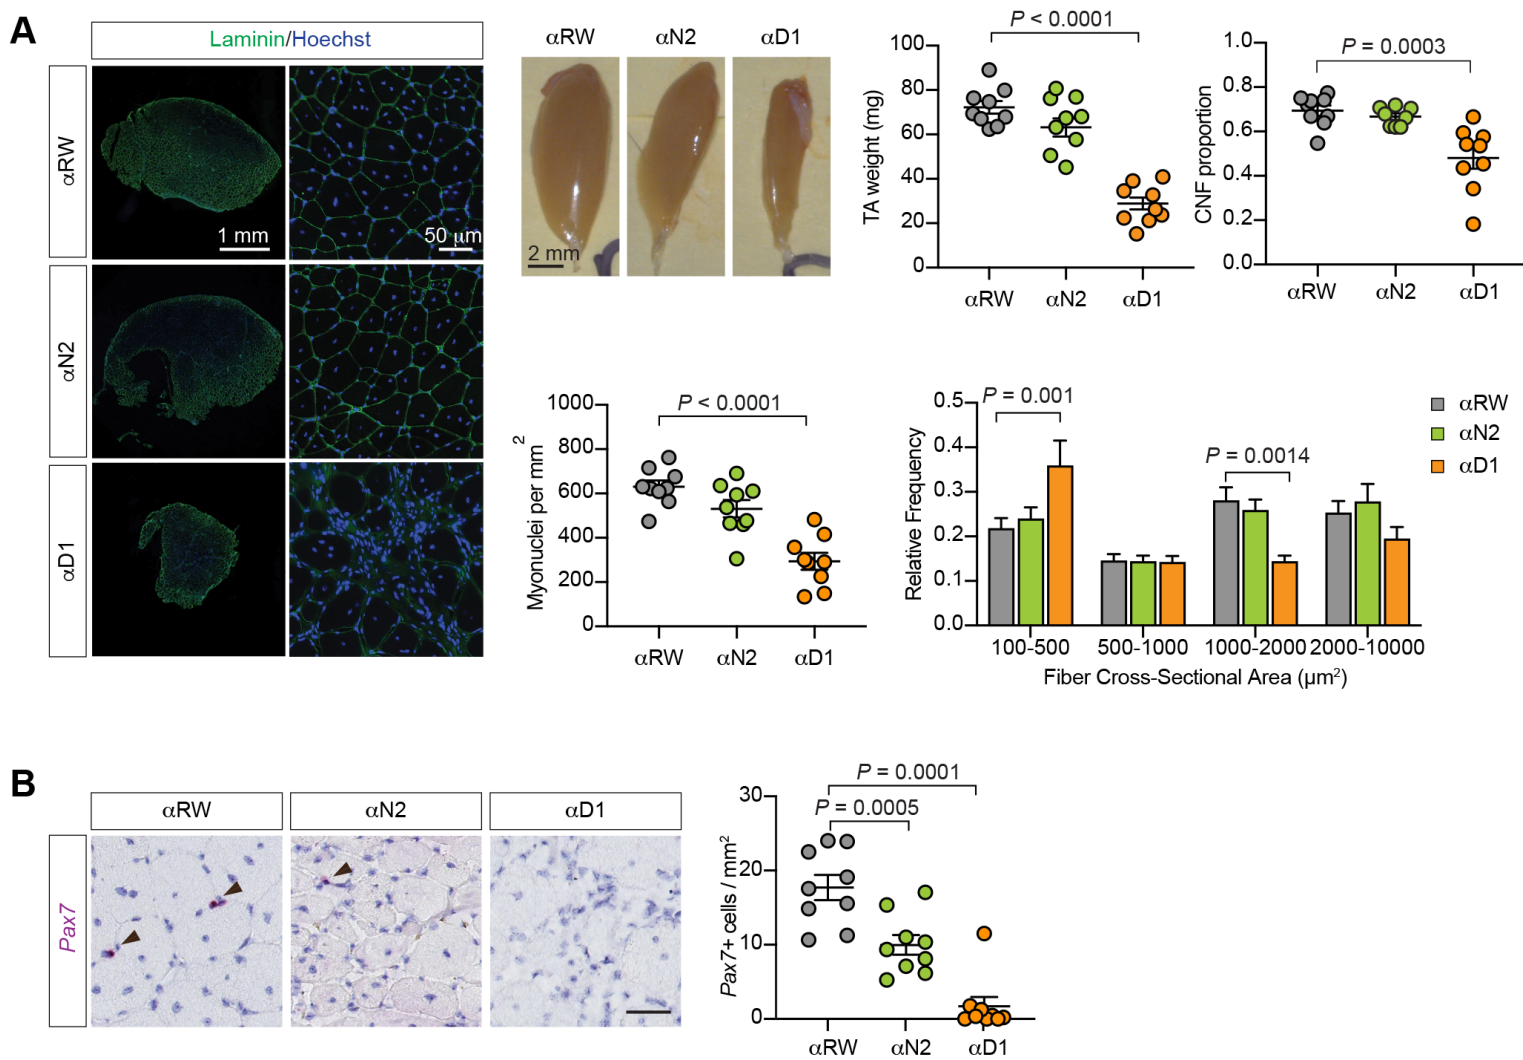 A
Laminin/Hoechst
αRW
αN2
αD1
1 mm
50 µm
αRW αN2 αD1
2 mm
P < 0.0001
TA weight (mg)
100
80
60
40
20
0
αRW αN2 αD1
P = 0.0003
CNF proportion
1.0
0.8
0.6
0.4
0.2
0.0
αRW αN2 αD1
P < 0.0001
Myonuclei per mm²
1000
800
600
400
200
0
αRW αN2 αD1
P = 0.001
P = 0.0014
Relative Frequency
0.5
0.4
0.3
0.2
0.1
0.0
100-500 500-1000 1000-2000 2000-10000
Fiber Cross-Sectional Area (µm²)
αRW
αN2
αD1
B
αRW αN2 αD1
Pax7
P = 0.0001
P = 0.0005
Pax7+ cells / mm²
30
20
10
0
αRW αN2 αD1